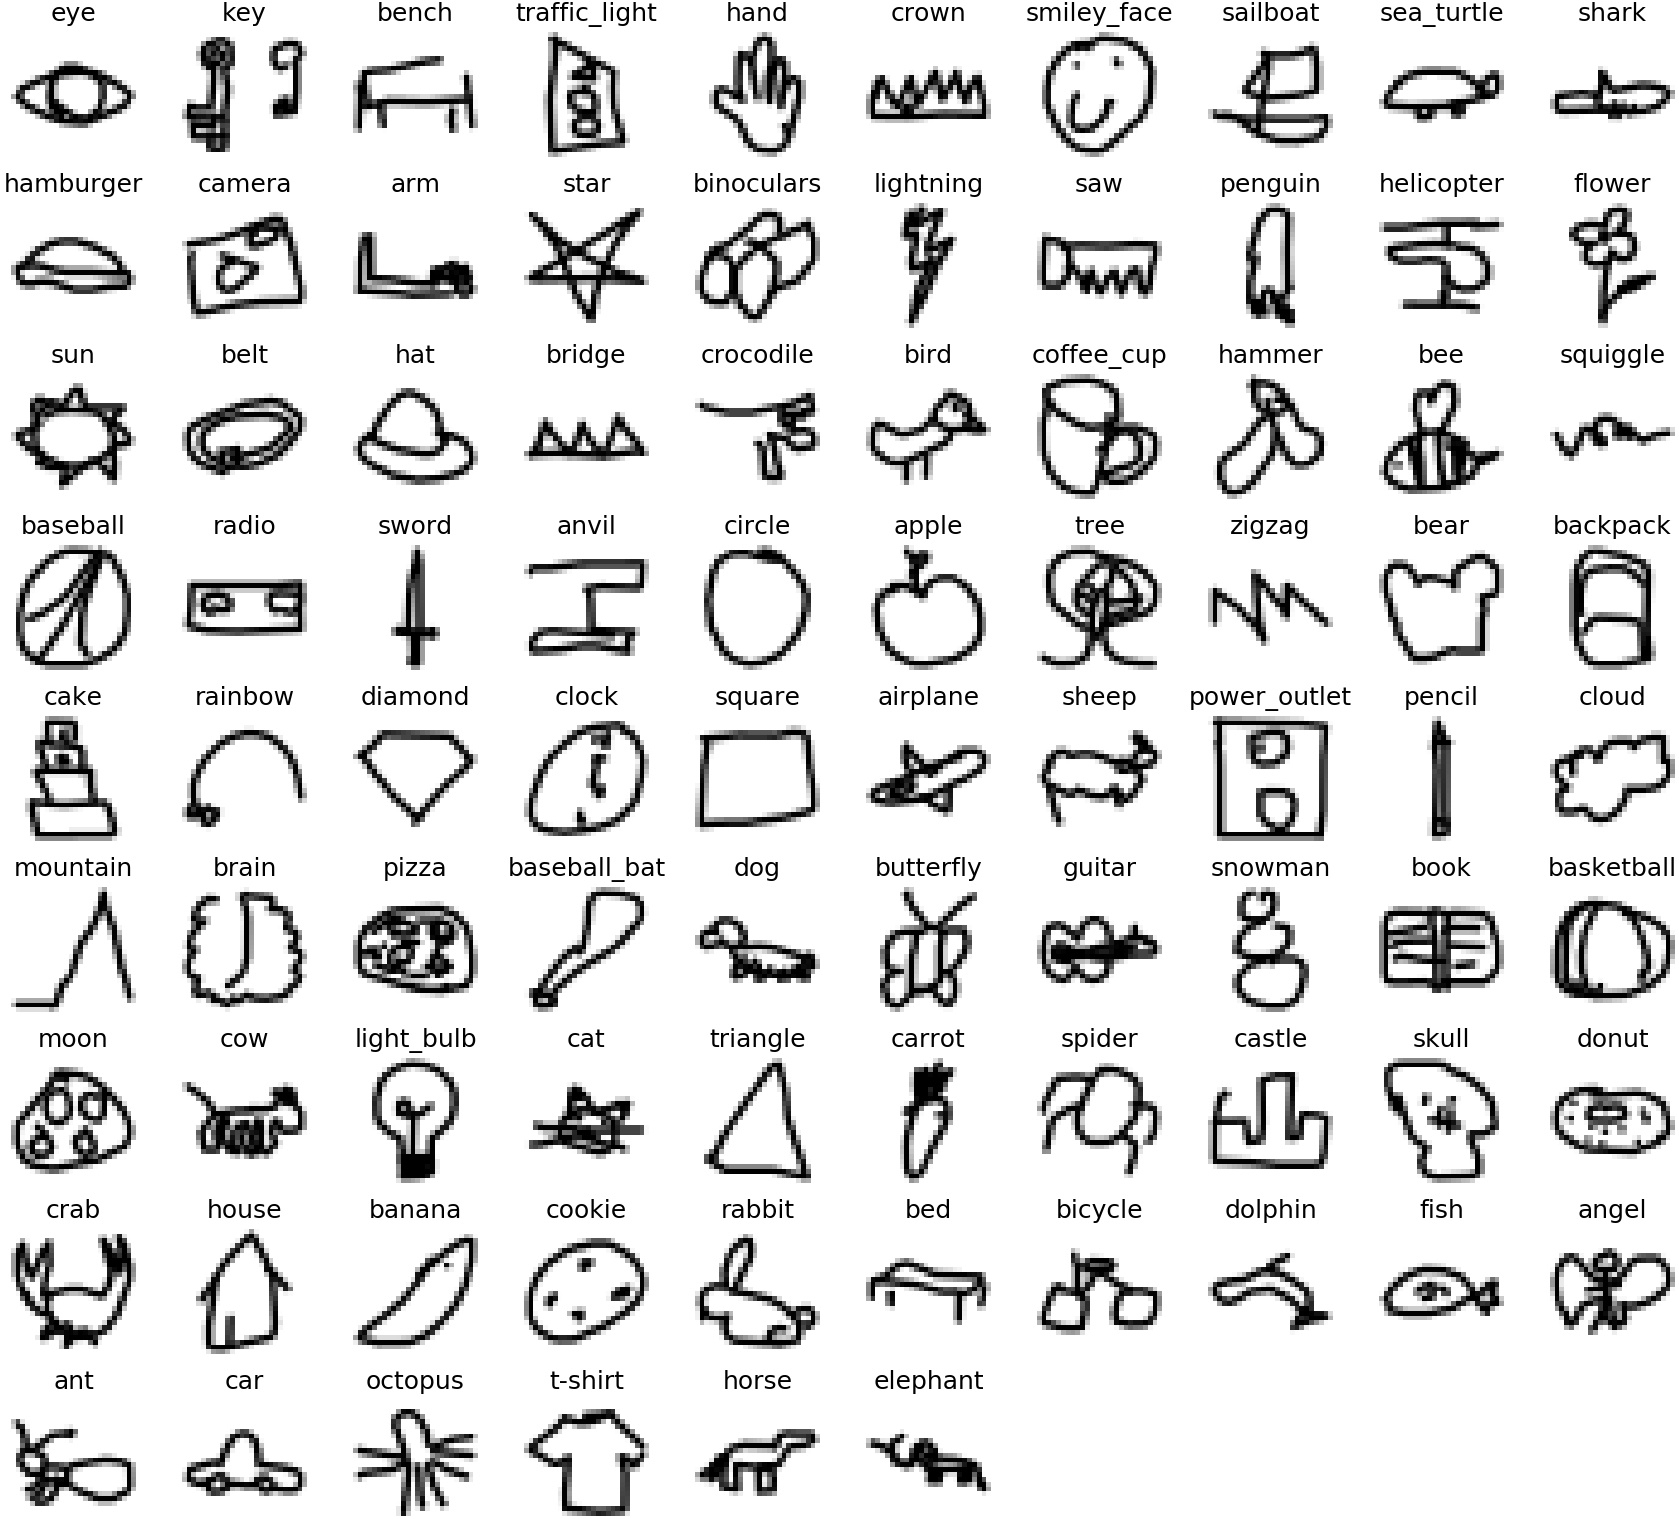 eye key bench traffic_light hand crown smiley_face sailboat sea_turtle shark
hamburger camera arm star binoculars lightning saw penguin helicopter flower
sun belt hat bridge crocodile bird coffee_cup hammer bee squiggle
baseball radio sword anvil circle apple tree zigzag bear backpack
cake rainbow diamond clock square airplane sheep power_outlet pencil cloud
mountain brain pizza baseball_bat dog butterfly guitar snowman book basketball
moon cow light_bulb cat triangle carrot spider castle skull donut
crab house banana cookie rabbit bed bicycle dolphin fish angel
ant car octopus t-shirt horse elephant